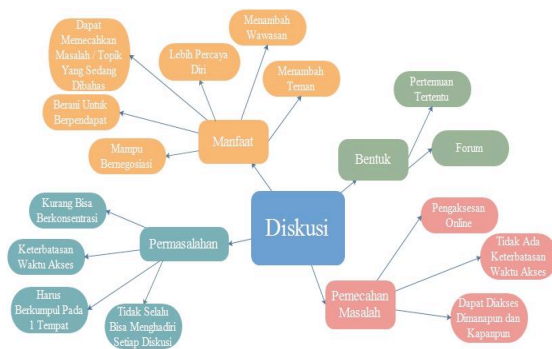 Dapat
Memecahkan
Masalah / Topik
Yang Sedang
Dibahas
Menambah
Wawasan
Lebih Percaya
Diri
Menambah
Teman
Berani Untuk
Berpendapat
Manfaat
Mampu
Bernegosiasi
Pertemuan
Tertentu
Bentuk
Forum
Diskusi
Kurang Bisa
Berkonsentrasi
Permasalahan
Keterbatasan
Waktu Akses
Harus
Berkumpul Pada
1 Tempat
Tidak Selalu
Bisa Menghadiri
Setiap Diskusi
Pengaksesan
Online
Tidak Ada
Keterbatasan
Waktu Akses
Pemecahan
Masalah
Dapat Diakses
Dimanapun dan
Kapanpun